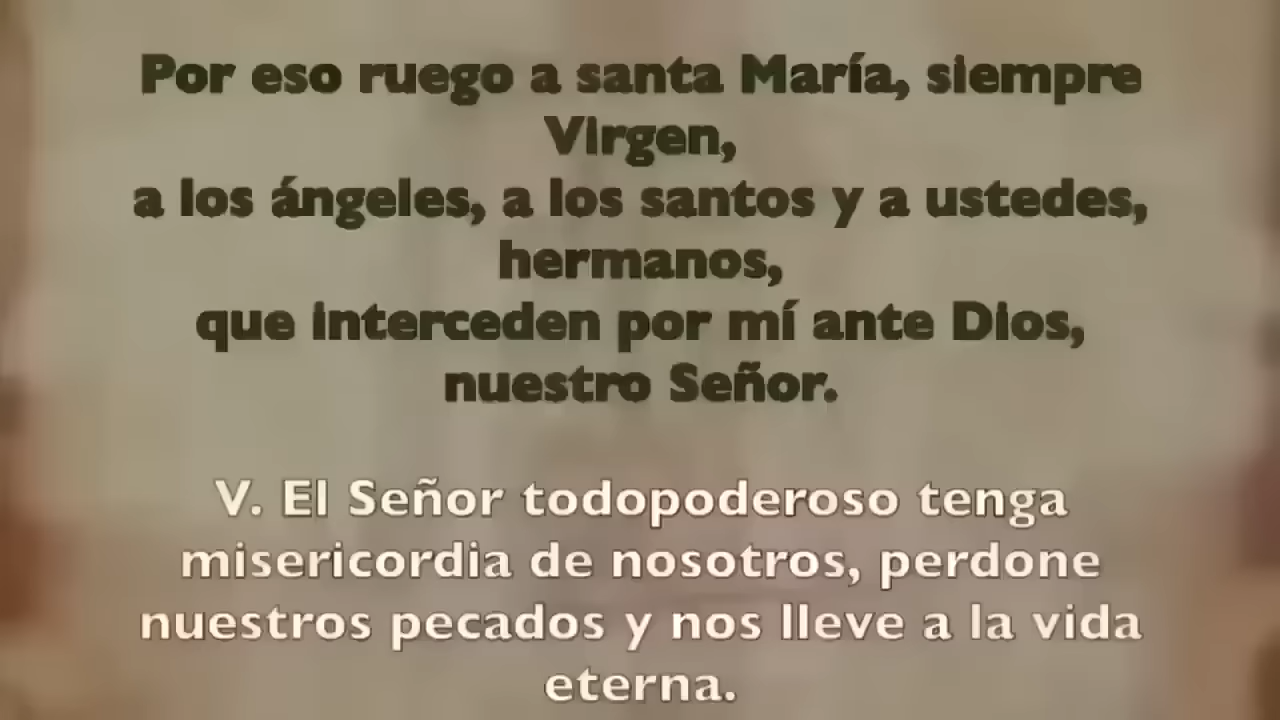 Por eso ruego a santa María, siempre
Virgen,
a los ángeles, a los santos y a ustedes,
hermanos,
que interceden por mí ante Dios,
nuestro Señor.
V. El Señor todopoderoso tenga
misericordia de nosotros, perdone
nuestros pecados y nos lleve a la vida
eterna.